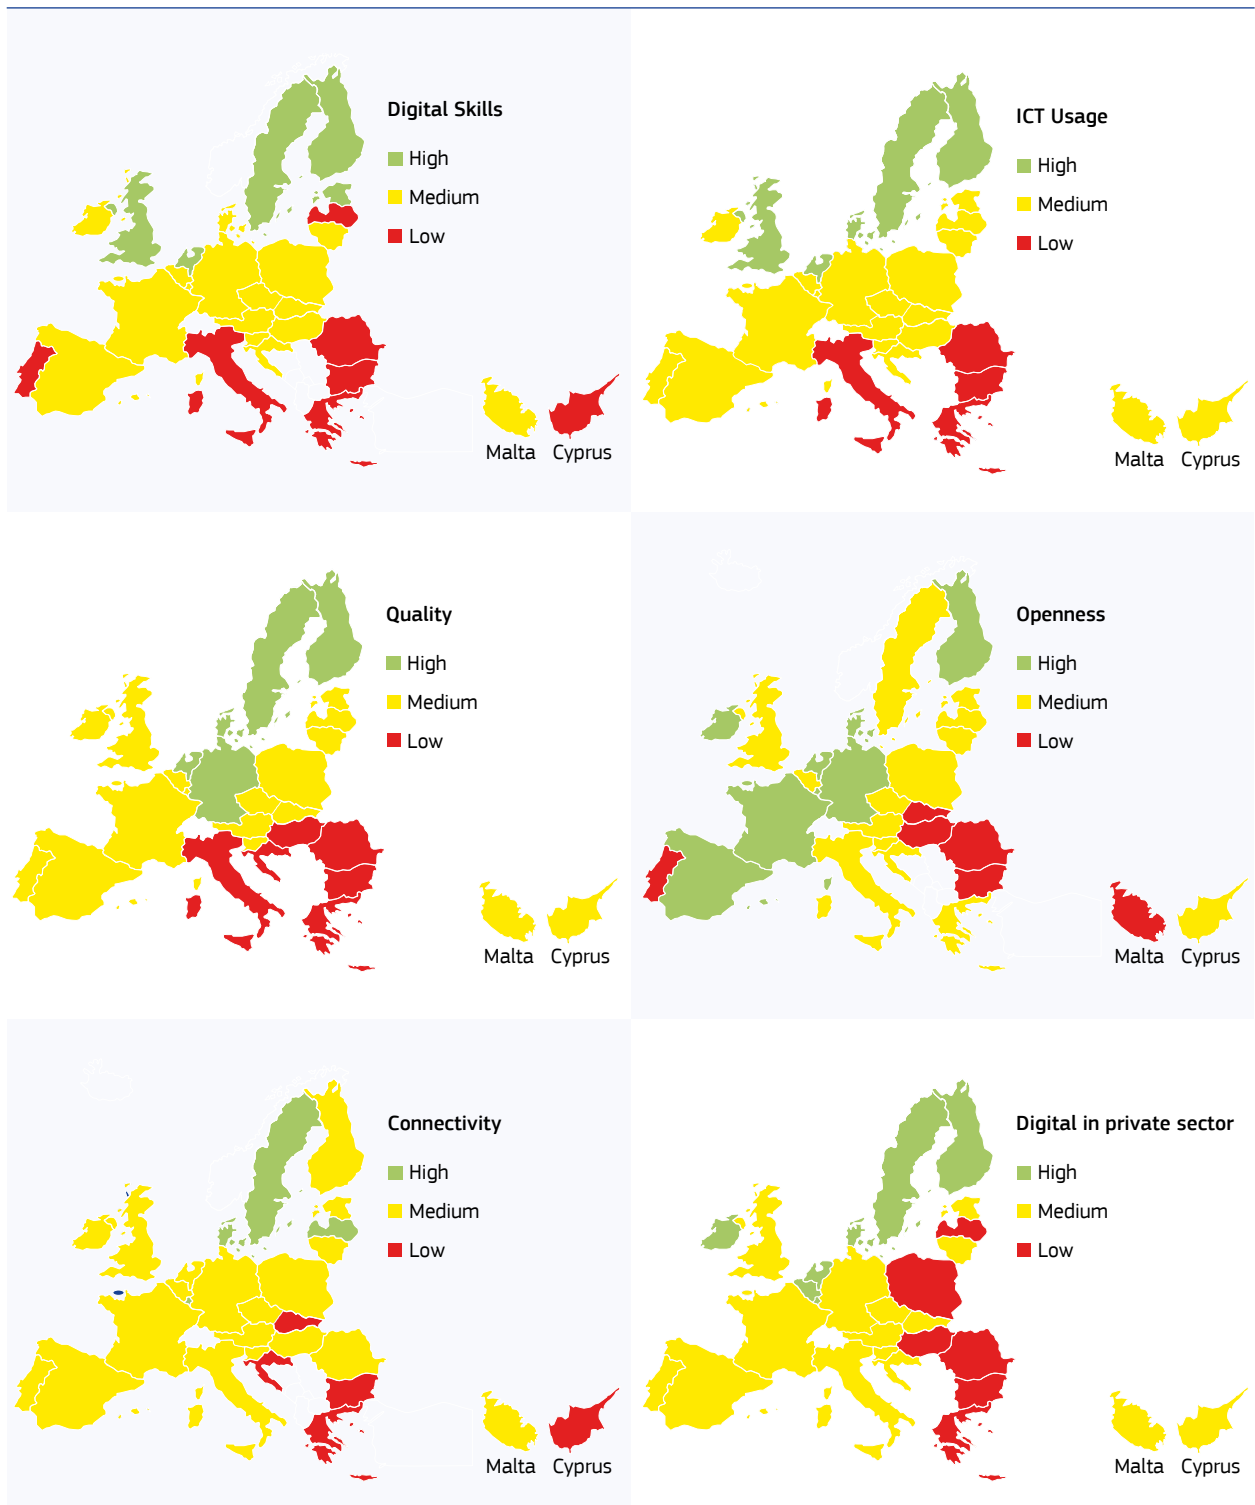 Digital Skills
High
Medium
Low
Malta Cyprus
ICT Usage
High
Medium
Low
Malta Cyprus
Quality
High
Medium
Low
Malta Cyprus
Openness
High
Medium
Low
Malta Cyprus
Connectivity
High
Medium
Low
Malta Cyprus
Digital in private sector
High
Medium
Low
Malta Cyprus